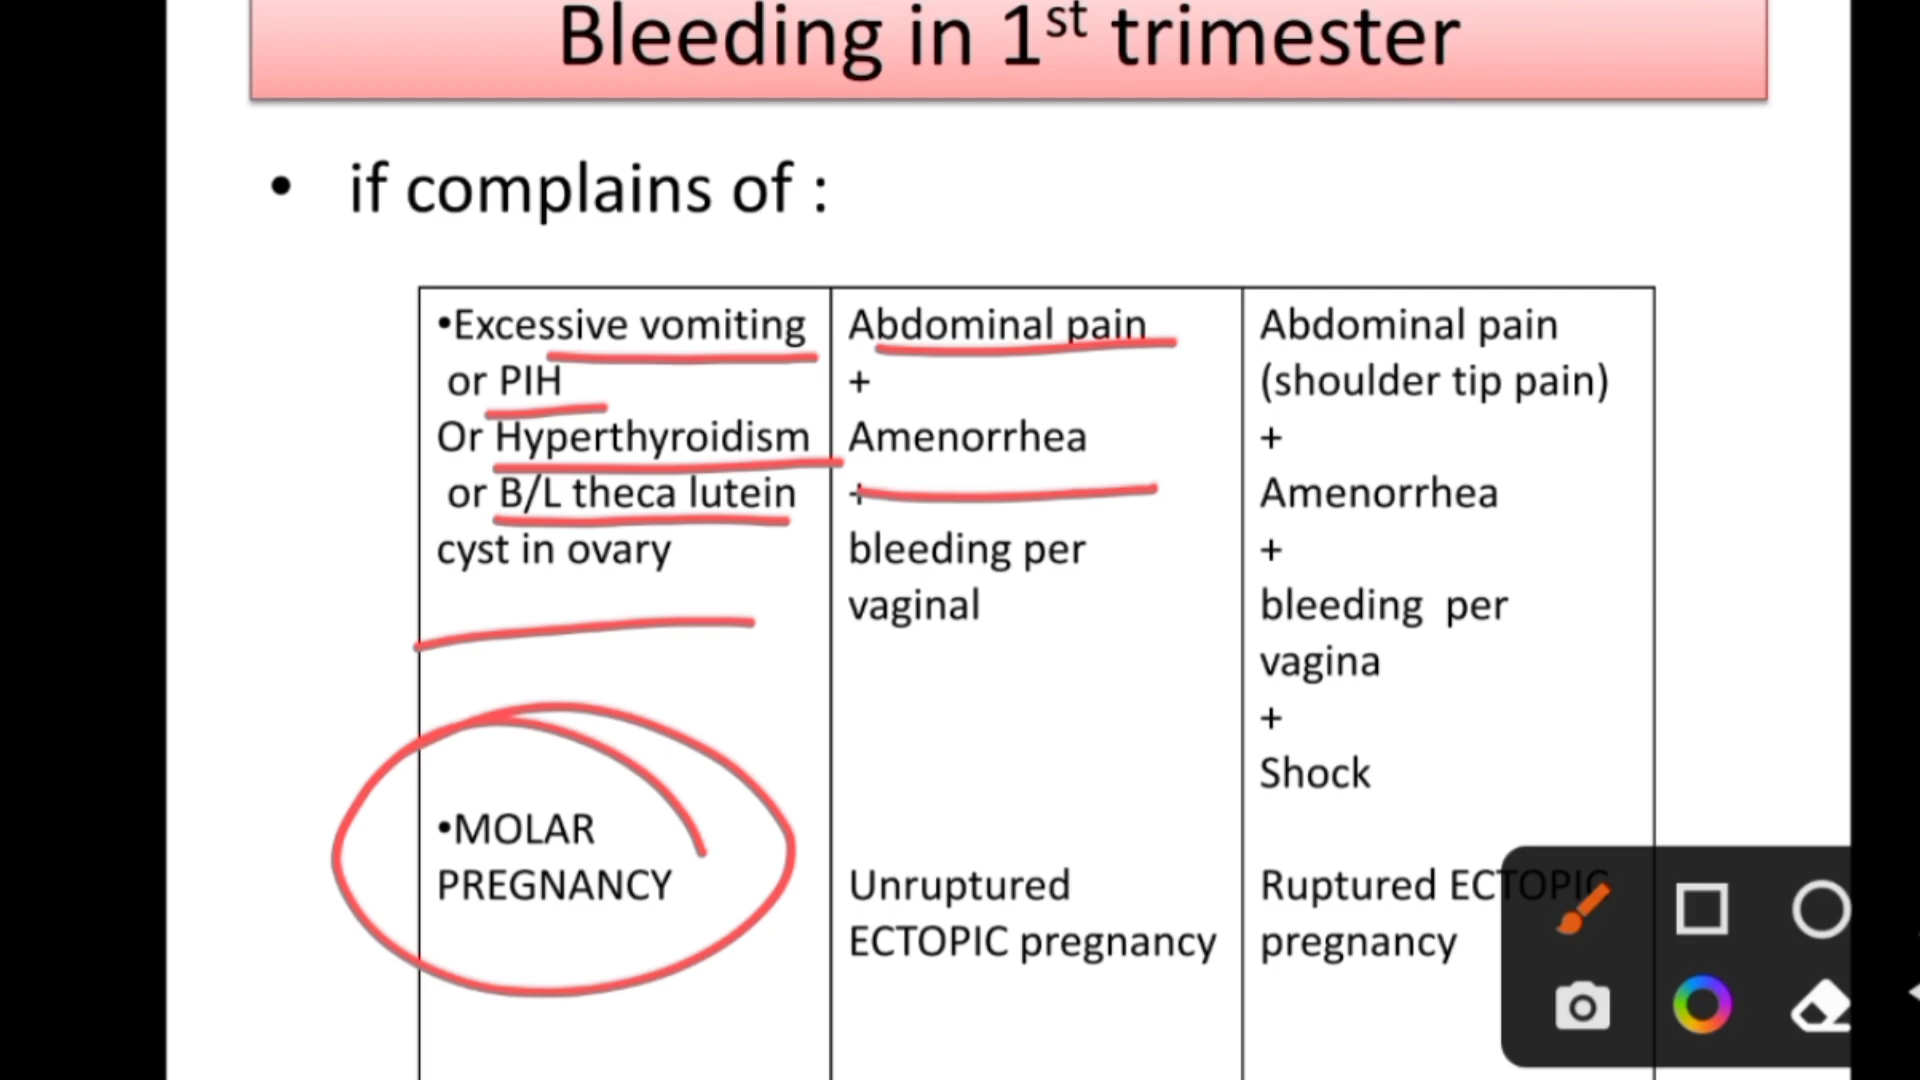 Bleeding in 1st trimester
• if complains of :
•Excessive vomiting
or PIH
Or Hyperthyroidism
or B/L theca lutein
cyst in ovary
•MOLAR
PREGNANCY
Abdominal pain
+
Amenorrhea
+
bleeding per
vaginal
Unruptured
ECTOPIC pregnancy
Abdominal pain
(shoulder tip pain)
+
Amenorrhea
+
bleeding per
vagina
+
Shock
Ruptured ECTOPIC
pregnancy